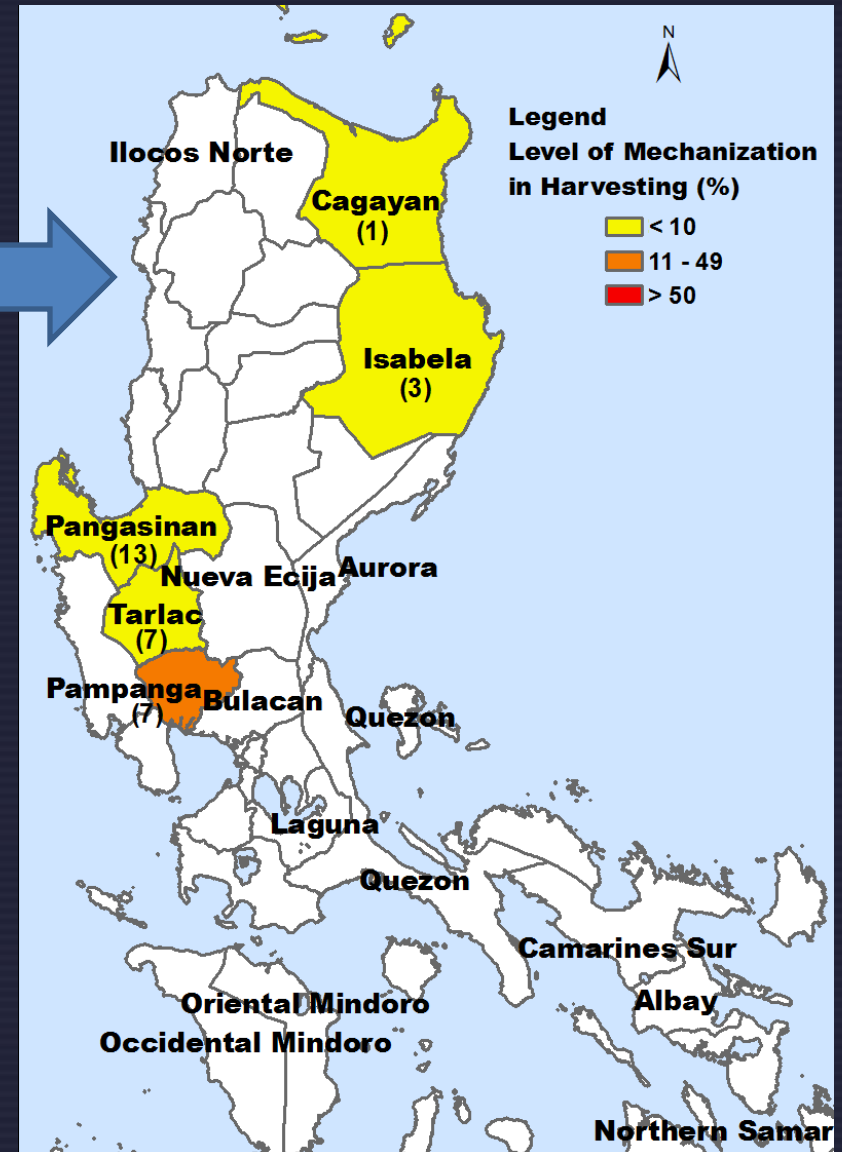 N
Legend
Level of Mechanization
in Harvesting (%)
< 10
11 - 49
> 50
Ilocos Norte
Cagayan
(1)
Isabela
(3)
Pangasinan
(13)
Nueva Ecija
Aurora
Tarlac
(7)
Pampanga
(7)
Bulacan
Quezon
Laguna
Quezon
Camarines Sur
Albay
Oriental Mindoro
Occidental Mindoro
Northern Samar